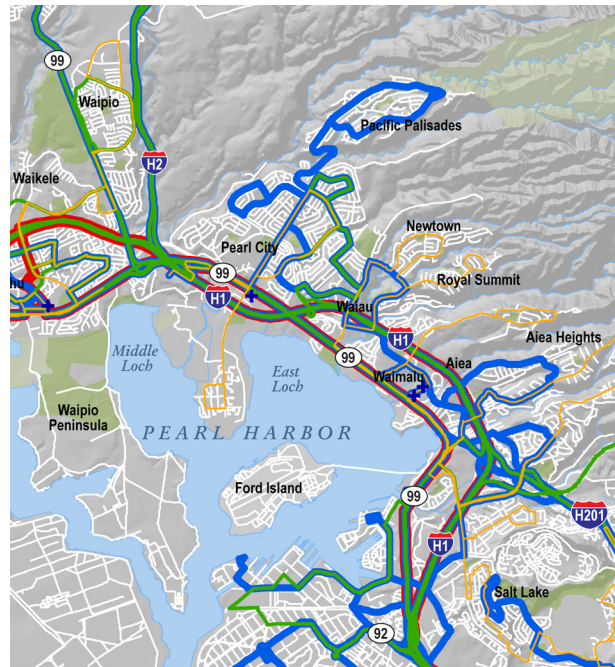 99
Waipio
Pacific Palisades
H2
Waikele
Newtown
Pearl City
99
Royal Summit
hu
H1
Waiau
H1
Aiea Heights
Middle
Loch
99
Aiea
East
Loch
Waimalu
Waipio
Peninsula
PEARL HARBOR
Ford Island
99
H201
H1
Salt Lake
92